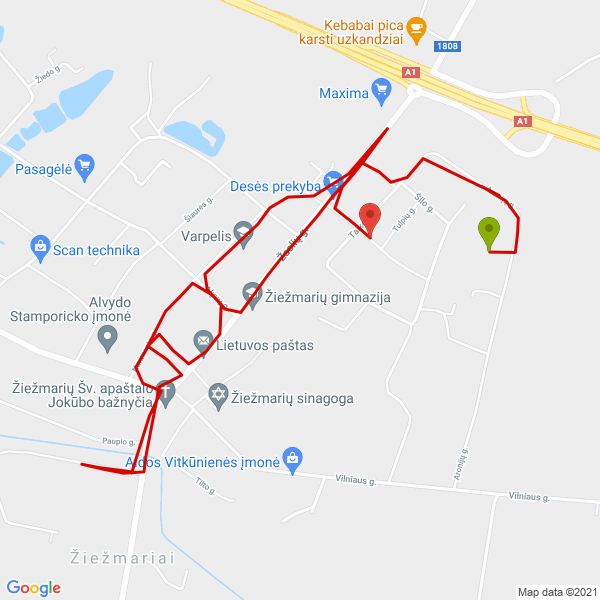 Kebabai pica
karsti uzkandžiai
1808
A1
Maxima
A1
Žiedo g.
Pasagėlė
Desės prekyba
Šilo g.
Tulpių g.
Šiaurės g.
Varpelis
Žaslių g.
Scan technika
Žiežmarių gimnazija
Alvydo
Stamporicko įmonė
Lietuvos paštas
Žiežmarių Šv. apaštalo
Jokūbo bažnyčia
Žiežmarių sinagoga
Paupio g.
Aronijų g.
Aldos Vitkūnienės įmonė
Vilniaus g.
Tilto g.
Vilniaus g.
Žiežmariai
Google
Map data ©2021